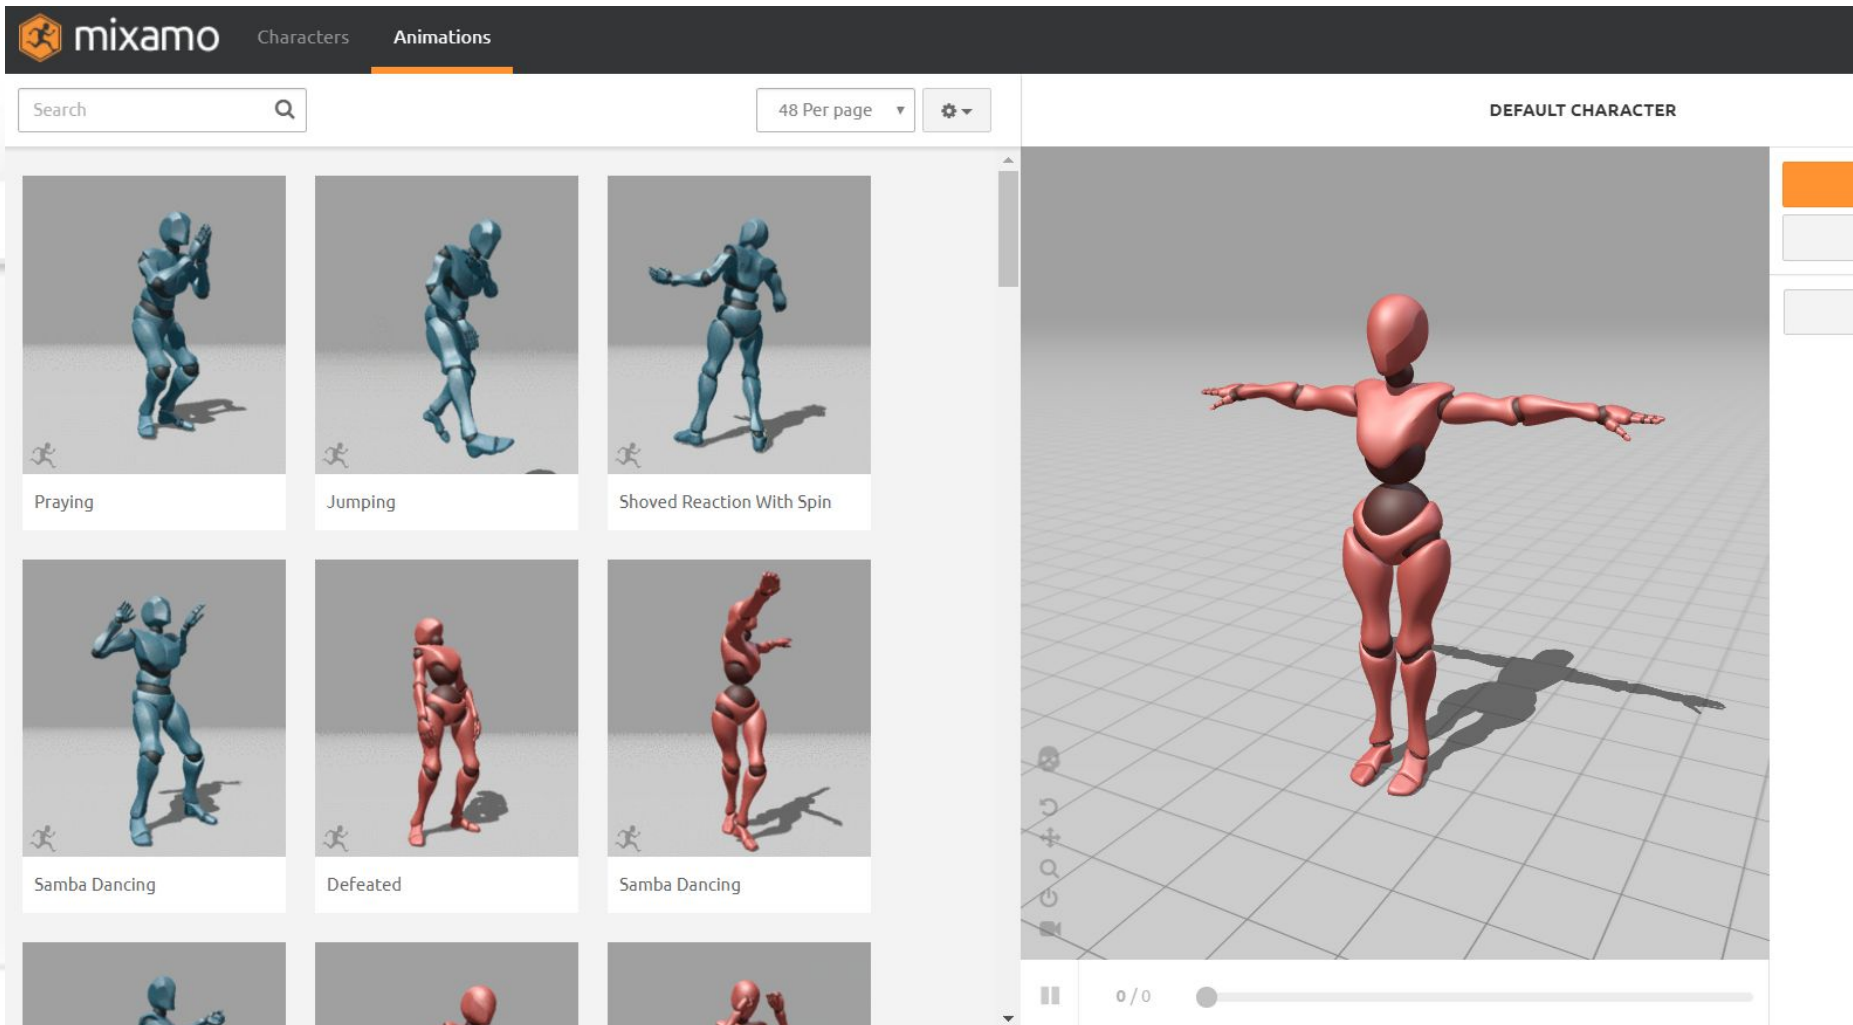 mixamo Characters Animations
Search
48 Per page
DEFAULT CHARACTER
Praying
Jumping
Shoved Reaction With Spin
Samba Dancing
Defeated
Samba Dancing
0 / 0